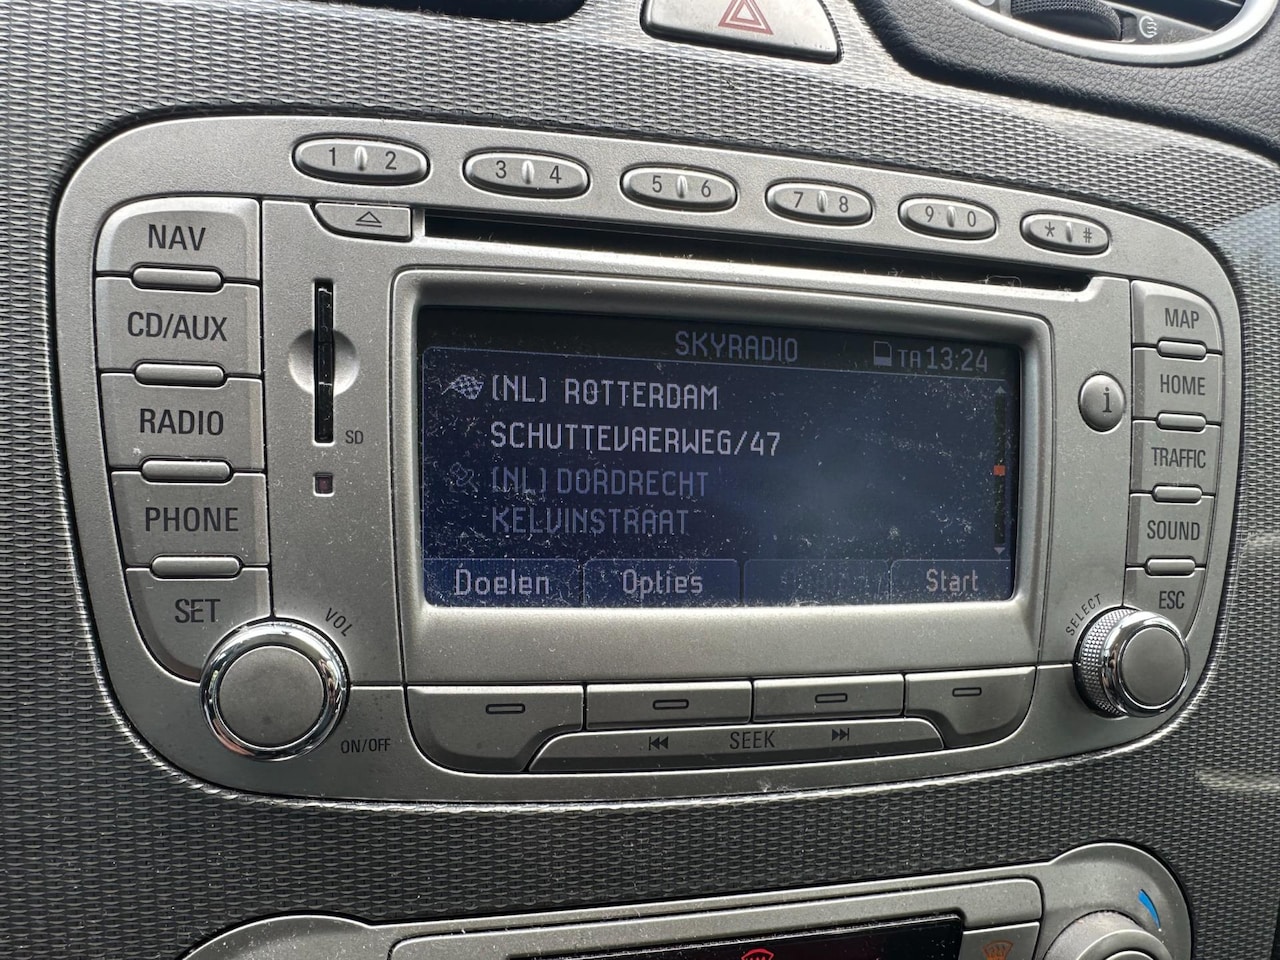 1 2
3 4
5 6
7 8
9 0
* #
NAV
CD/AUX
RADIO
PHONE
SET
SD
VOL
ON/OFF
SKYRADIO TA 13:24
(NL) ROTTERDAM
SCHUTTEVAERWEG/47
(NL) DORDRECHT
KELVINSTRAAT
Doelen Opties Start
SEEK
i
MAP
HOME
TRAFFIC
SOUND
ESC
SELECT